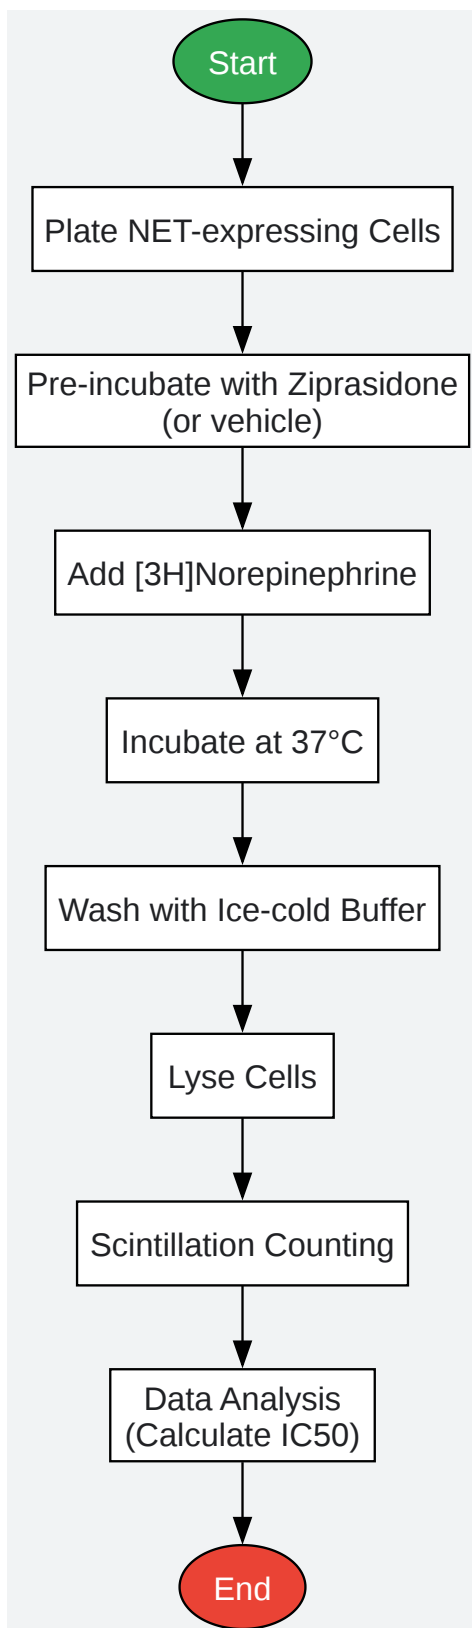 Start
Plate NET-expressing Cells
Pre-incubate with Ziprasidone
(or vehicle)
Add [3H]Norepinephrine
Incubate at 37°C
Wash with Ice-cold Buffer
Lyse Cells
Scintillation Counting
Data Analysis
(Calculate IC50)
End